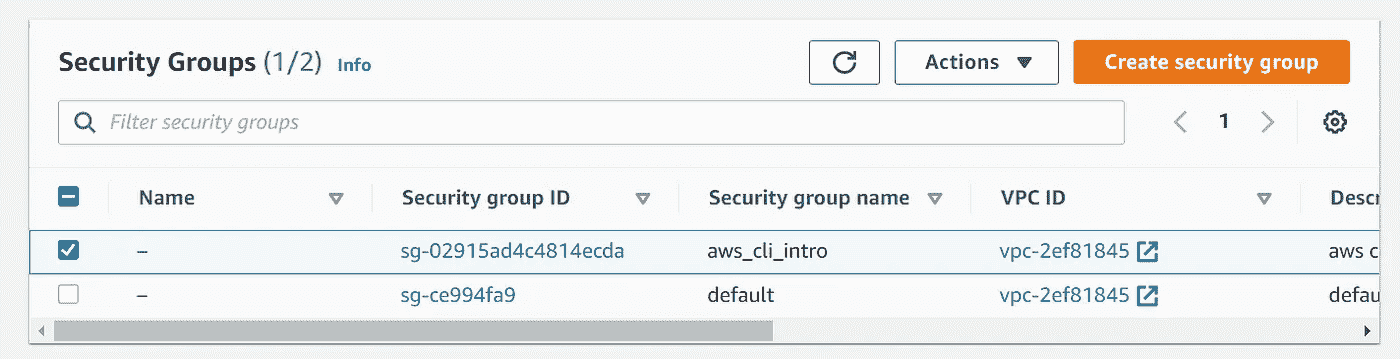 Security Groups (1/2) Info Actions Create security group
Filter security groups 1
Name Security group ID Security group name VPC ID Descr
– sg-02915ad4c4814ecda aws_cli_intro vpc-2ef81845 aws c
– sg-ce994fa9 default vpc-2ef81845 defau